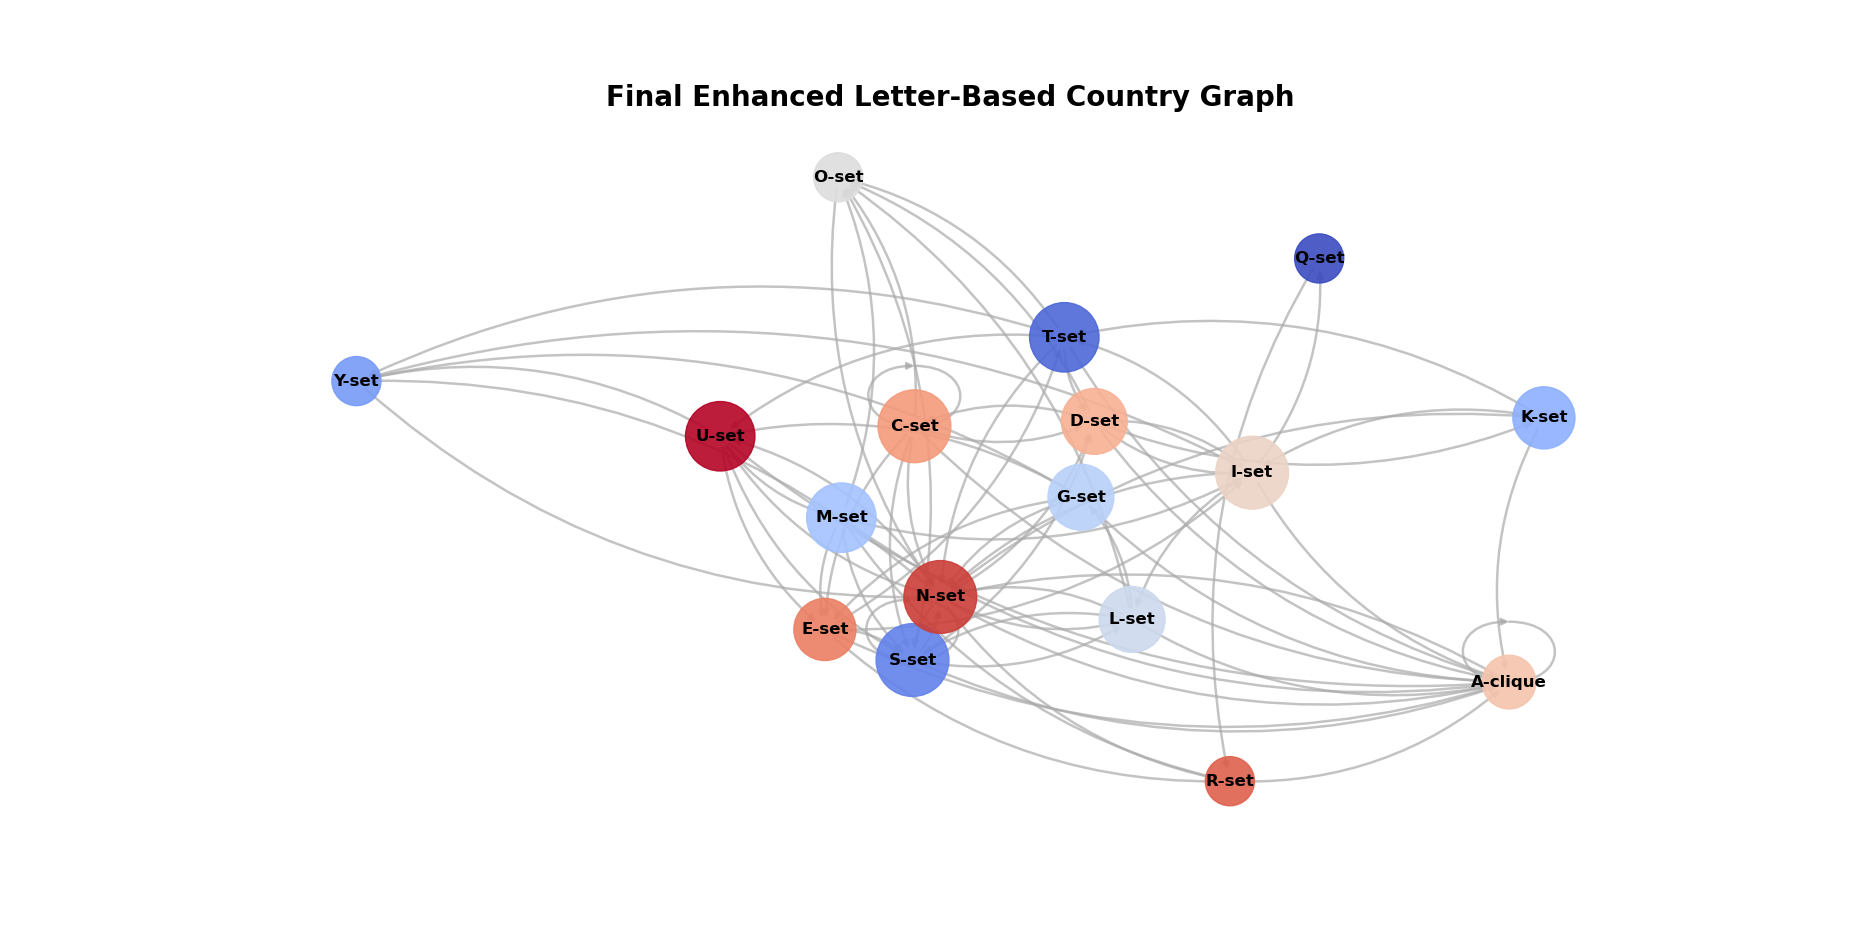 Final Enhanced Letter-Based Country Graph
O-set
Q-set
T-set
Y-set
K-set
D-set
C-set
U-set
I-set
G-set
M-set
N-set
L-set
E-set
S-set
A-clique
R-set